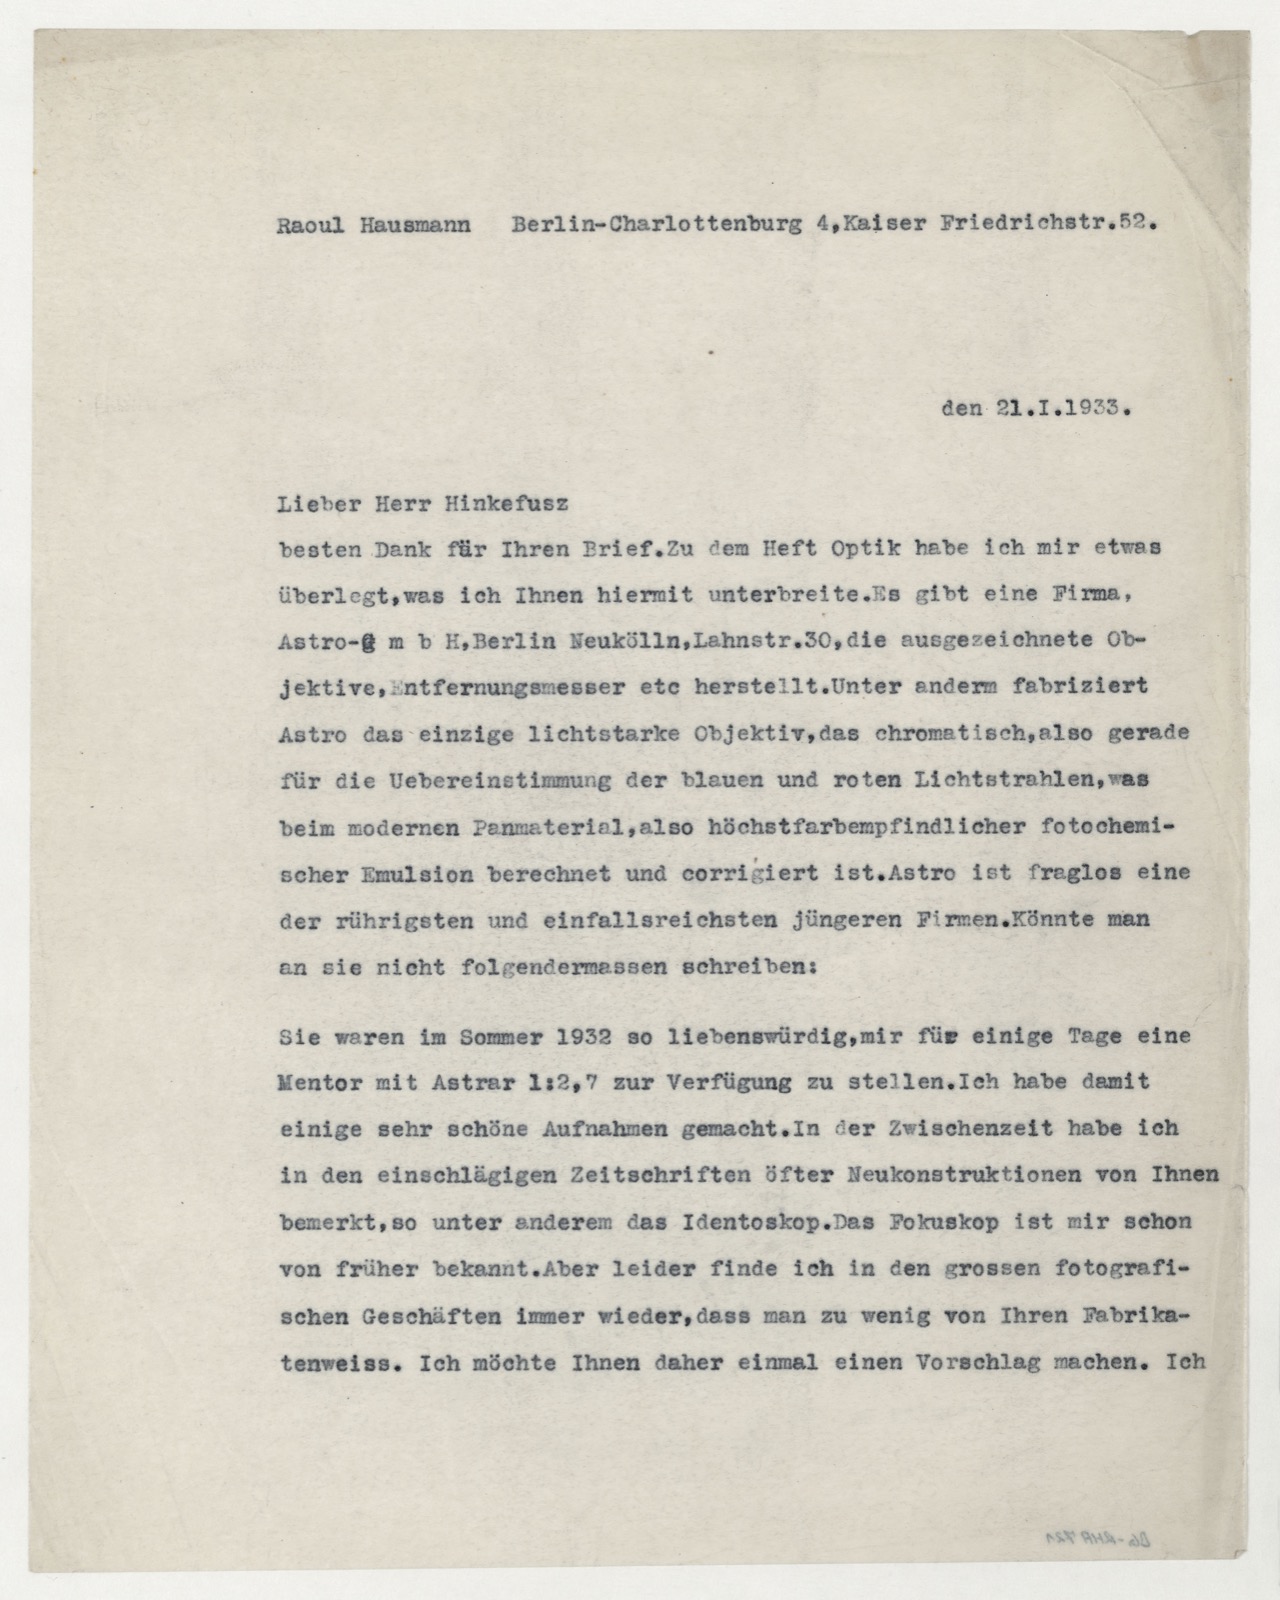 Raoul Hausmann   Berlin-Charlottenburg 4,Kaiser Friedrichstr.52.
den 21.I.1933.
Lieber Herr Hinkefusz
besten Dank für Ihren Brief.Zu dem Heft Optik habe ich mir etwas
überlegt,was ich Ihnen hiermit unterbreite.Es gibt eine Firma,
Astro-G m b H,Berlin Neukölln,Lahnstr.30,die ausgezeichnete Ob-
jektive,Entfernungsmesser etc herstellt.Unter anderm fabriziert
Astro das einzige lichtstarke Objektiv,das chromatisch,also gerade
für die Uebereinstimmung der blauen und roten Lichtstrahlen,was
beim modernen Panmaterial,also höchstfarbempfindlicher fotochemi-
scher Emulsion berechnet und corrigiert ist.Astro ist fraglos eine
der rührigsten und einfallsreichsten jüngeren Firmen.Könnte man
an sie nicht folgendermassen schreiben:
Sie waren im Sommer 1932 so liebenswürdig,mir für einige Tage eine
Mentor mit Astrar 1:2,7 zur Verfügung zu stellen.Ich habe damit
einige sehr schöne Aufnahmen gemacht.In der Zwischenzeit habe ich
in den einschlägigen Zeitschriften öfter Neukonstruktionen von Ihnen
bemerkt,so unter anderem das Identoskop.Das Fokuskop ist mir schon
von früher bekannt.Aber leider finde ich in den grossen fotografi-
schen Geschäften immer wieder,dass man zu wenig von Ihren Fabrika-
tenweiss. Ich möchte Ihnen daher einmal einen Vorschlag machen. Ich